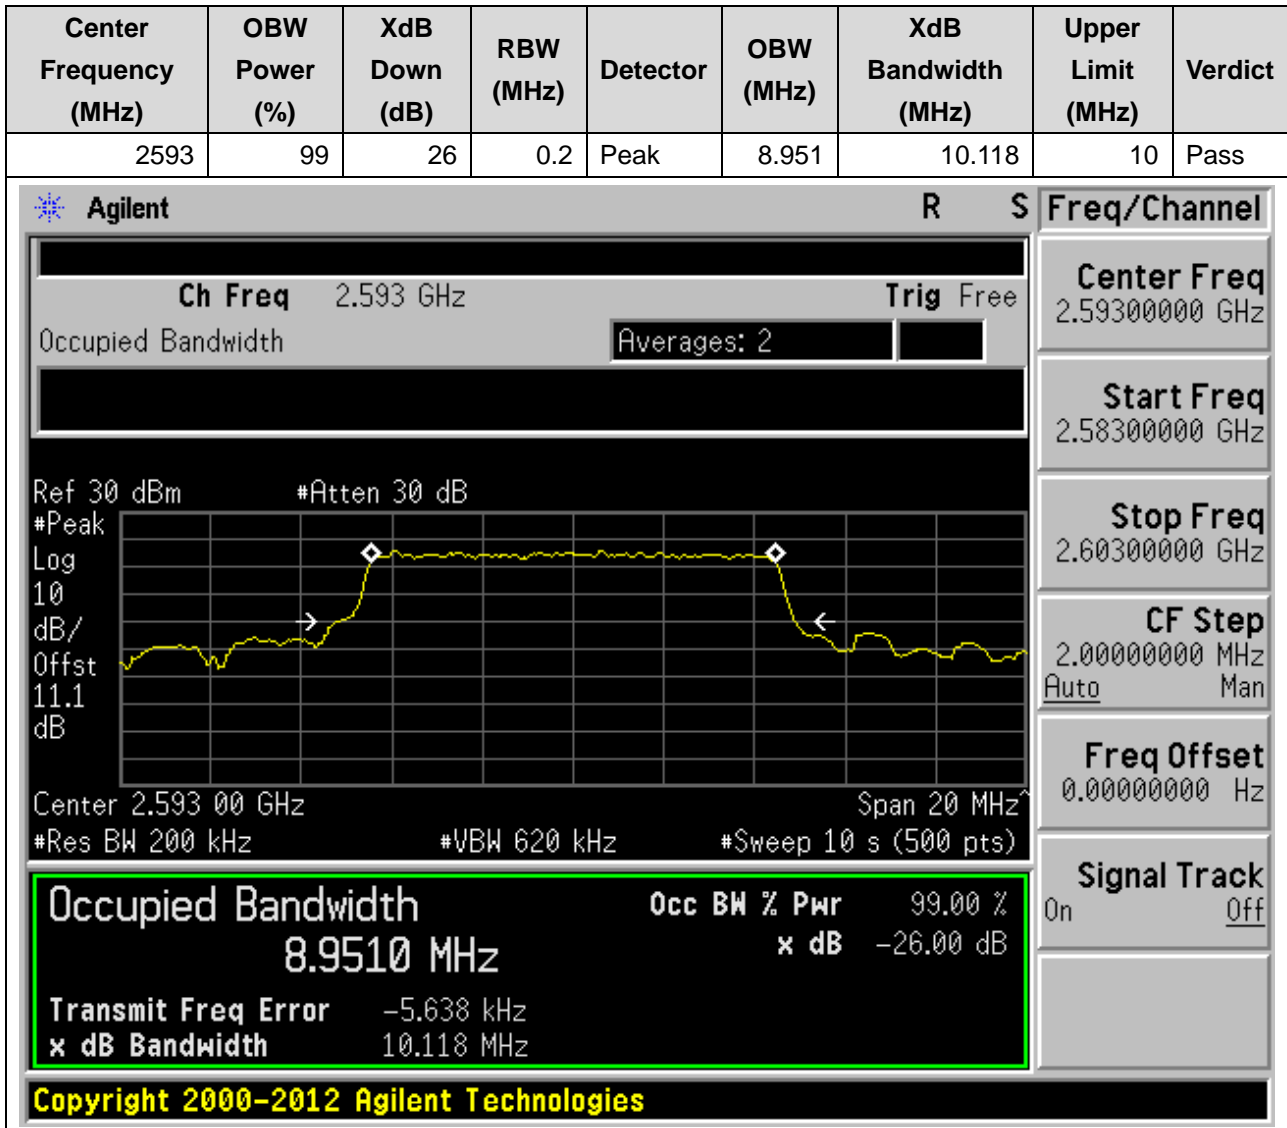 Center Frequency (MHz) OBW Power (%) XdB Down (dB) RBW (MHz) Detector OBW (MHz) XdB Bandwidth (MHz) Upper Limit (MHz) Verdict
2593 99 26 0.2 Peak 8.951 10.118 10 Pass
Agilent R S Freq/Channel
Ch Freq 2.593 GHz Trig Free
Occupied Bandwidth Averages: 2
Center Freq
2.59300000 GHz
Start Freq
2.58300000 GHz
Stop Freq
2.60300000 GHz
CF Step
2.00000000 MHz
Auto Man
Freq Offset
0.00000000 Hz
Signal Track
On Off
Ref 30 dBm #Atten 30 dB
#Peak
Log
10
dB/
Offst
11.1
dB
Center 2.593 00 GHz Span 20 MHz^
#Res BW 200 kHz #VBW 620 kHz #Sweep 10 s (500 pts)
Occupied Bandwidth Occ BW % Pwr 99.00 %
8.9510 MHz x dB -26.00 dB
Transmit Freq Error -5.638 kHz
x dB Bandwidth 10.118 MHz
Copyright 2000-2012 Agilent Technologies